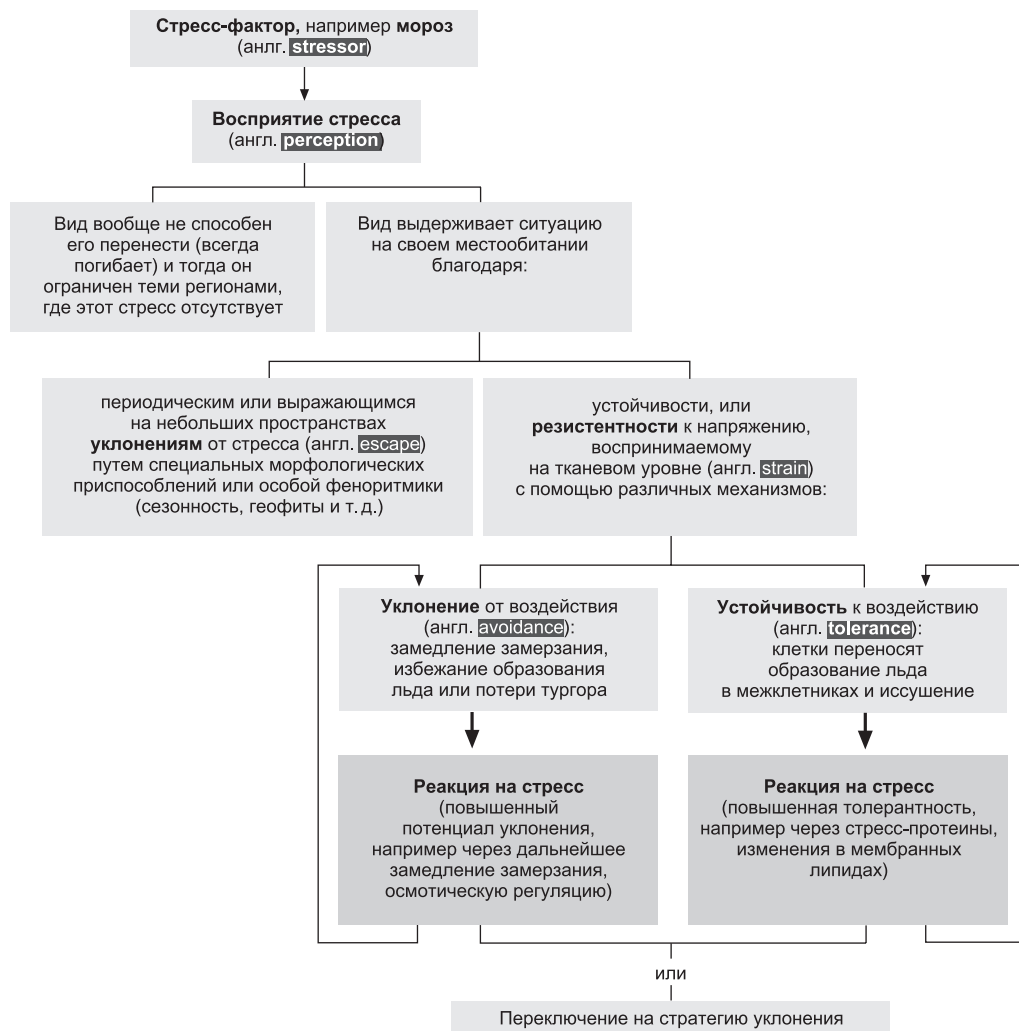 Стресс-фактор, например мороз
(анлг. stressor)
Восприятие стресса
(англ. perception)
Вид вообще не способен
его перенести (всегда
погибает) и тогда он
ограничен теми регионами,
где этот стресс отсутствует
Вид выдерживает ситуацию
на своем местообитании
благодаря:
периодическим или выражающимся
на небольших пространствах
уклонениям от стресса (англ. escape)
путем специальных морфологических
приспособлений или особой феноритмики
(сезонность, геофиты и т. д.)
устойчивости, или
резистентности к напряжению,
воспринимаемому
на тканевом уровне (англ. strain)
с помощью различных механизмов:
Уклонение от воздействия
(англ. avoidance):
замедление замерзания,
избежание образования
льда или потери тургора
Устойчивость к воздействию
(англ. tolerance):
клетки переносят
образование льда
в межклетниках и иссушение
Реакция на стресс
(повышенный
потенциал уклонения,
например через дальнейшее
замедление замерзания,
осмотическую регуляцию)
Реакция на стресс
(повышенная толерантность,
например через стресс-протеины,
изменения в мембранных
липидах)
или
Переключение на стратегию уклонения